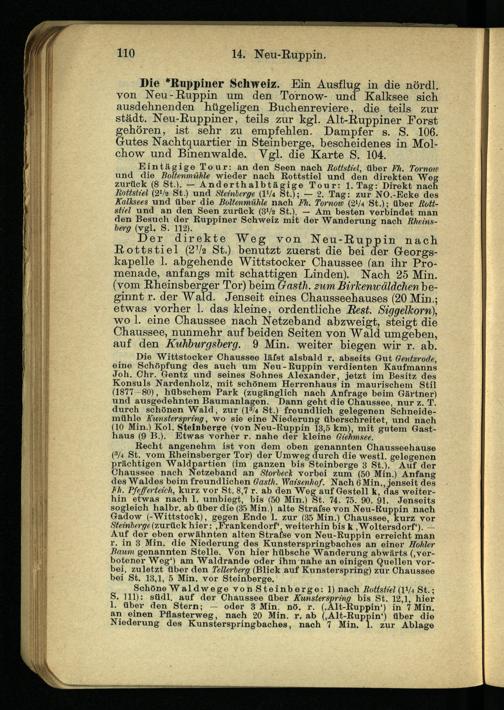 110 14. Neu-Ruppin.
Die *Ruppiner Schweiz. Ein Ausflug in die nördl.
von Neu-Ruppin um den Tornow- und Kalksee sich
ausdehnenden hügeligen Buchenreviere, die teils zur
städt. Neu-Ruppiner, teils zur kgl. Alt-Ruppiner Forst
gehören, ist sehr zu empfehlen. Dampfer s. S. 106.
Gutes Nachtquartier in Steinberge, bescheidenes in Mol-
chow und Binenwalde. Vgl. die Karte S. 104.
Eintägige Tour: an den Seen nach Rottstiel, über Fh. Tornow
und die Boltenmühle wieder nach Rottstiel und den direkten Weg
zurück (8 St.). — Anderthalbtägige Tour: 1. Tag: Direkt nach
Rottstiel (2½ St.) und Steinberge (1¼ St.); — 2. Tag: zur NO.-Ecke des
Kalksees und über die Boltenmühle nach Fh. Tornow (2¼ St.); über Rott-
stiel und an den Seen zurück (3½ St.). — Am besten verbindet man
den Besuch der Ruppiner Schweiz mit der Wanderung nach Rheins-
berg (vgl. S. 112).
Der direkte Weg von Neu-Ruppin nach
Rottstiel (2½ St.) benutzt zuerst die bei der Georgs-
kapelle l. abgehende Wittstocker Chaussee (an ihr Pro-
menade, anfangs mit schattigen Linden). Nach 25 Min.
(vom Rheinsberger Tor) beim Gasth. zum Birkenwäldchen be-
ginnt r. der Wald. Jenseit eines Chausseehauses (20 Min.;
etwas vorher l. das kleine, ordentliche Rest. Siggelkorn),
wo l. eine Chaussee nach Netzeband abzweigt, steigt die
Chaussee, nunmehr auf beiden Seiten von Wald umgeben,
auf den Kuhburgsberg. 9 Min. weiter biegen wir r. ab.
Die Wittstocker Chaussee läßt alsbald r. abseits Gut Gentzrode,
eine Schöpfung des auch um Neu-Ruppin verdienten Kaufmanns
Joh. Chr. Gentz und seines Sohnes Alexander, jetzt im Besitz des
Konsuls Nardenholz, mit schönem Herrenhaus in maurischem Stil
(1877—80), hübschem Park (zugänglich nach Anfrage beim Gärtner)
und ausgedehnten Baumanlagen. Dann geht die Chaussee, nur z. T.
durch schönen Wald, zur (1¾ St.) freundlich gelegenen Schneide-
mühle Kunsterspring, wo sie eine Niederung überschreitet, und nach
(10 Min.) Kol. Steinberge (von Neu-Ruppin 13,5 km), mit gutem Gast-
haus (9 B.). Etwas vorher r. nahe der kleine Giehmsee.
Recht angenehm ist von dem oben genannten Chausseehause
(¾ St. vom Rheinsberger Tor) der Umweg durch die westl. gelegenen
prächtigen Waldpartien (im ganzen bis Steinberge 3 St.). Auf der
Chaussee nach Netzeband an Storbeck vorbei zum (50 Min.) Anfang
des Waldes beim freundlichen Gasth. Waisenhof. Nach 6 Min., jenseit des
Fh. Pfefferteich, kurz vor St. 8,7 r. ab den Weg auf Gestell k, das weiter-
hin etwas nach l. umbiegt, bis (50 Min.) St. 74. 75. 90. 91. Jenseits
sogleich halbr. ab über die (35 Min.) alte Straße von Neu-Ruppin nach
Gadow (-Wittstock), gegen Ende l. zur (35 Min.) Chaussee, kurz vor
Steinberge (zurück hier: ‚Frankendorf‘, weiterhin bis k ‚Woltersdorf‘). —
Auf der eben erwähnten alten Straße von Neu-Ruppin erreicht man
r. in 3 Min. die Niederung des Kunsterspringbaches an einer Hohler
Baum genannten Stelle. Von hier hübsche Wanderung abwärts (‚ver-
botener Weg‘) am Waldrande oder ihm nahe an einigen Quellen vor-
bei, zuletzt über den Tellerberg (Blick auf Kunsterspring) zur Chaussee
bei St. 13,1, 5 Min. vor Steinberge.
Schöne Waldwege von Steinberge: 1) nach Rottstiel (1¼ St.;
S. 111): südl. auf der Chaussee über Kunsterspring bis St. 12,1, hier
l. über den Stern; — oder 3 Min. nö. r. (‚Alt-Ruppin‘) in 7 Min.
an einen Pflasterweg, nach 20 Min. r. ab (‚Alt-Ruppin‘) über die
Niederung des Kunsterspringbaches, nach 7 Min. l. zur Ablage